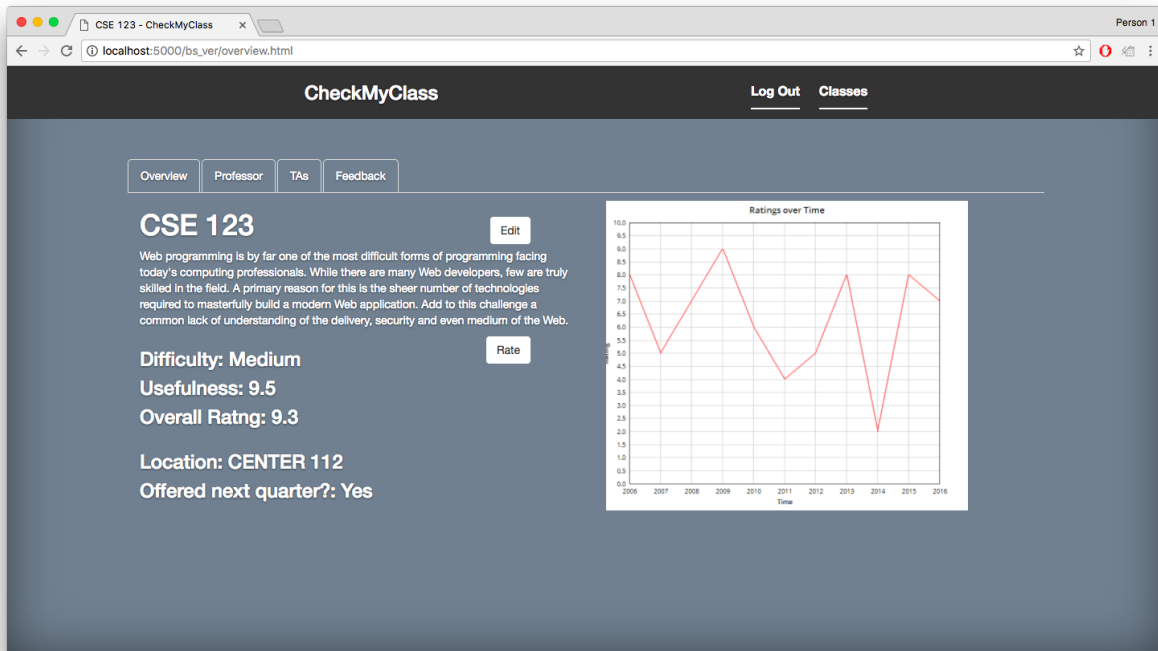 CSE 123 - CheckMyClass
Person 1
localhost:5000/bs_ver/overview.html
CheckMyClass
Log Out
Classes
Overview
Professor
TAs
Feedback
CSE 123
Edit
Web programming is by far one of the most difficult forms of programming facing
today's computing professionals. While there are many Web developers, few are truly
skilled in the field. A primary reason for this is the sheer number of technologies
required to masterfully build a modern Web application. Add to this challenge a
common lack of understanding of the delivery, security and even medium of the Web.
Rate
Difficulty: Medium
Usefulness: 9.5
Overall Ratng: 9.3
Location: CENTER 112
Offered next quarter?: Yes
Ratings over Time
10.0
9.5
9.0
8.5
8.0
7.5
7.0
6.5
6.0
5.5
5.0
4.5
4.0
3.5
3.0
2.5
2.0
1.5
1.0
0.5
0.0
2006 2007 2008 2009 2010 2011 2012 2013 2014 2015 2016
Time